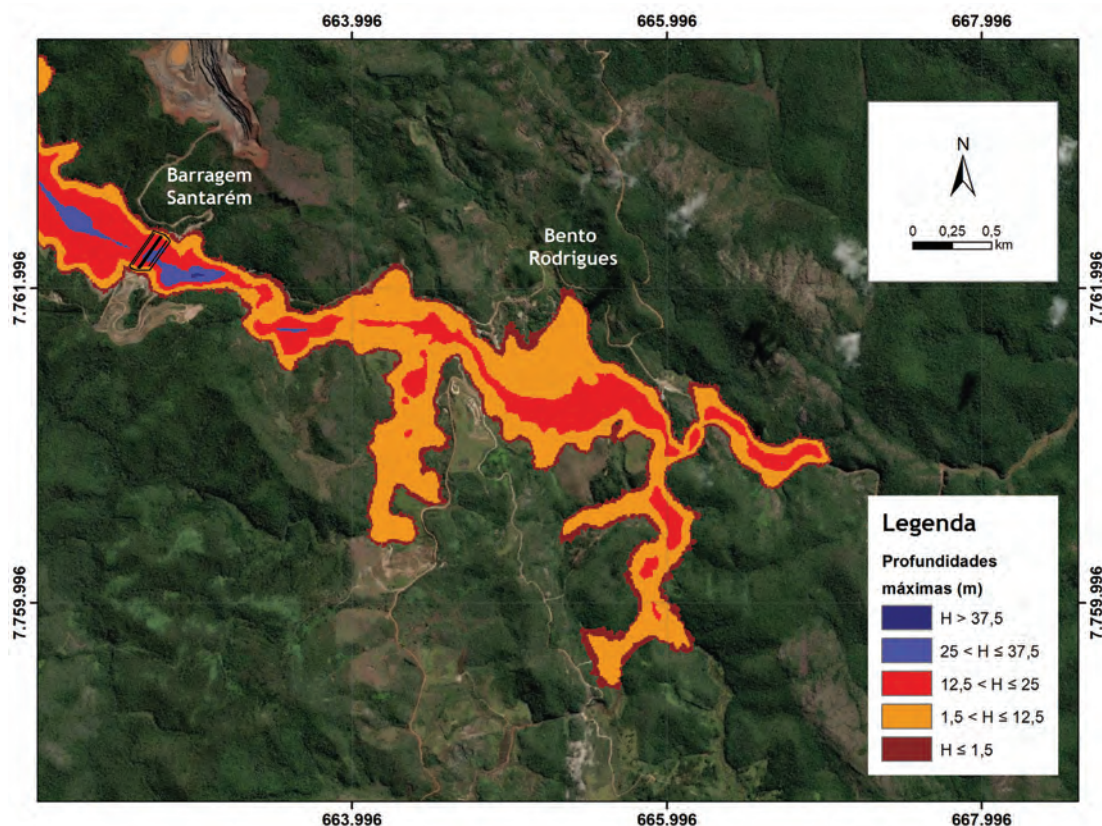 663.996
665.996
667.996
Barragem
Santarém
Bento
Rodrigues
N
0 0,25 0,5
km
7.761.996
7.761.996
7.759.996
7.759.996
Legenda
Profundidades
máximas (m)
H > 37,5
25 < H ≤ 37,5
12,5 < H ≤ 25
1,5 < H ≤ 12,5
H ≤ 1,5
663.996
665.996
667.996